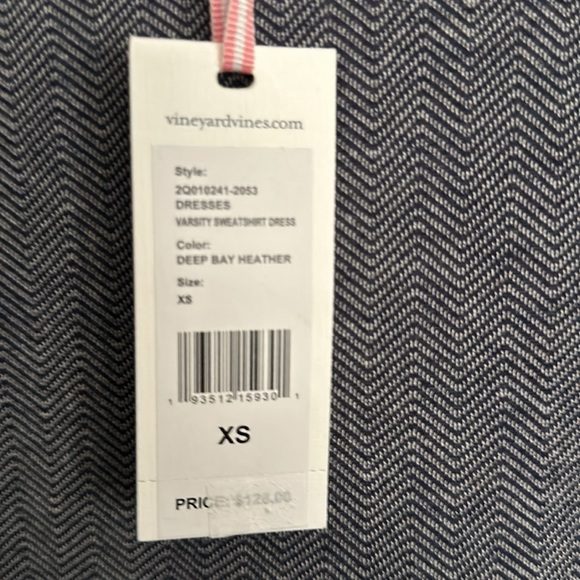 vineyardvines.com
Style:
2Q010241-2053
DRESSES
VARSITY SWEATSHIRT DRESS
Color:
DEEP BAY HEATHER
Size:
XS
1 93512 15930 1
XS
PRICE: $128.00